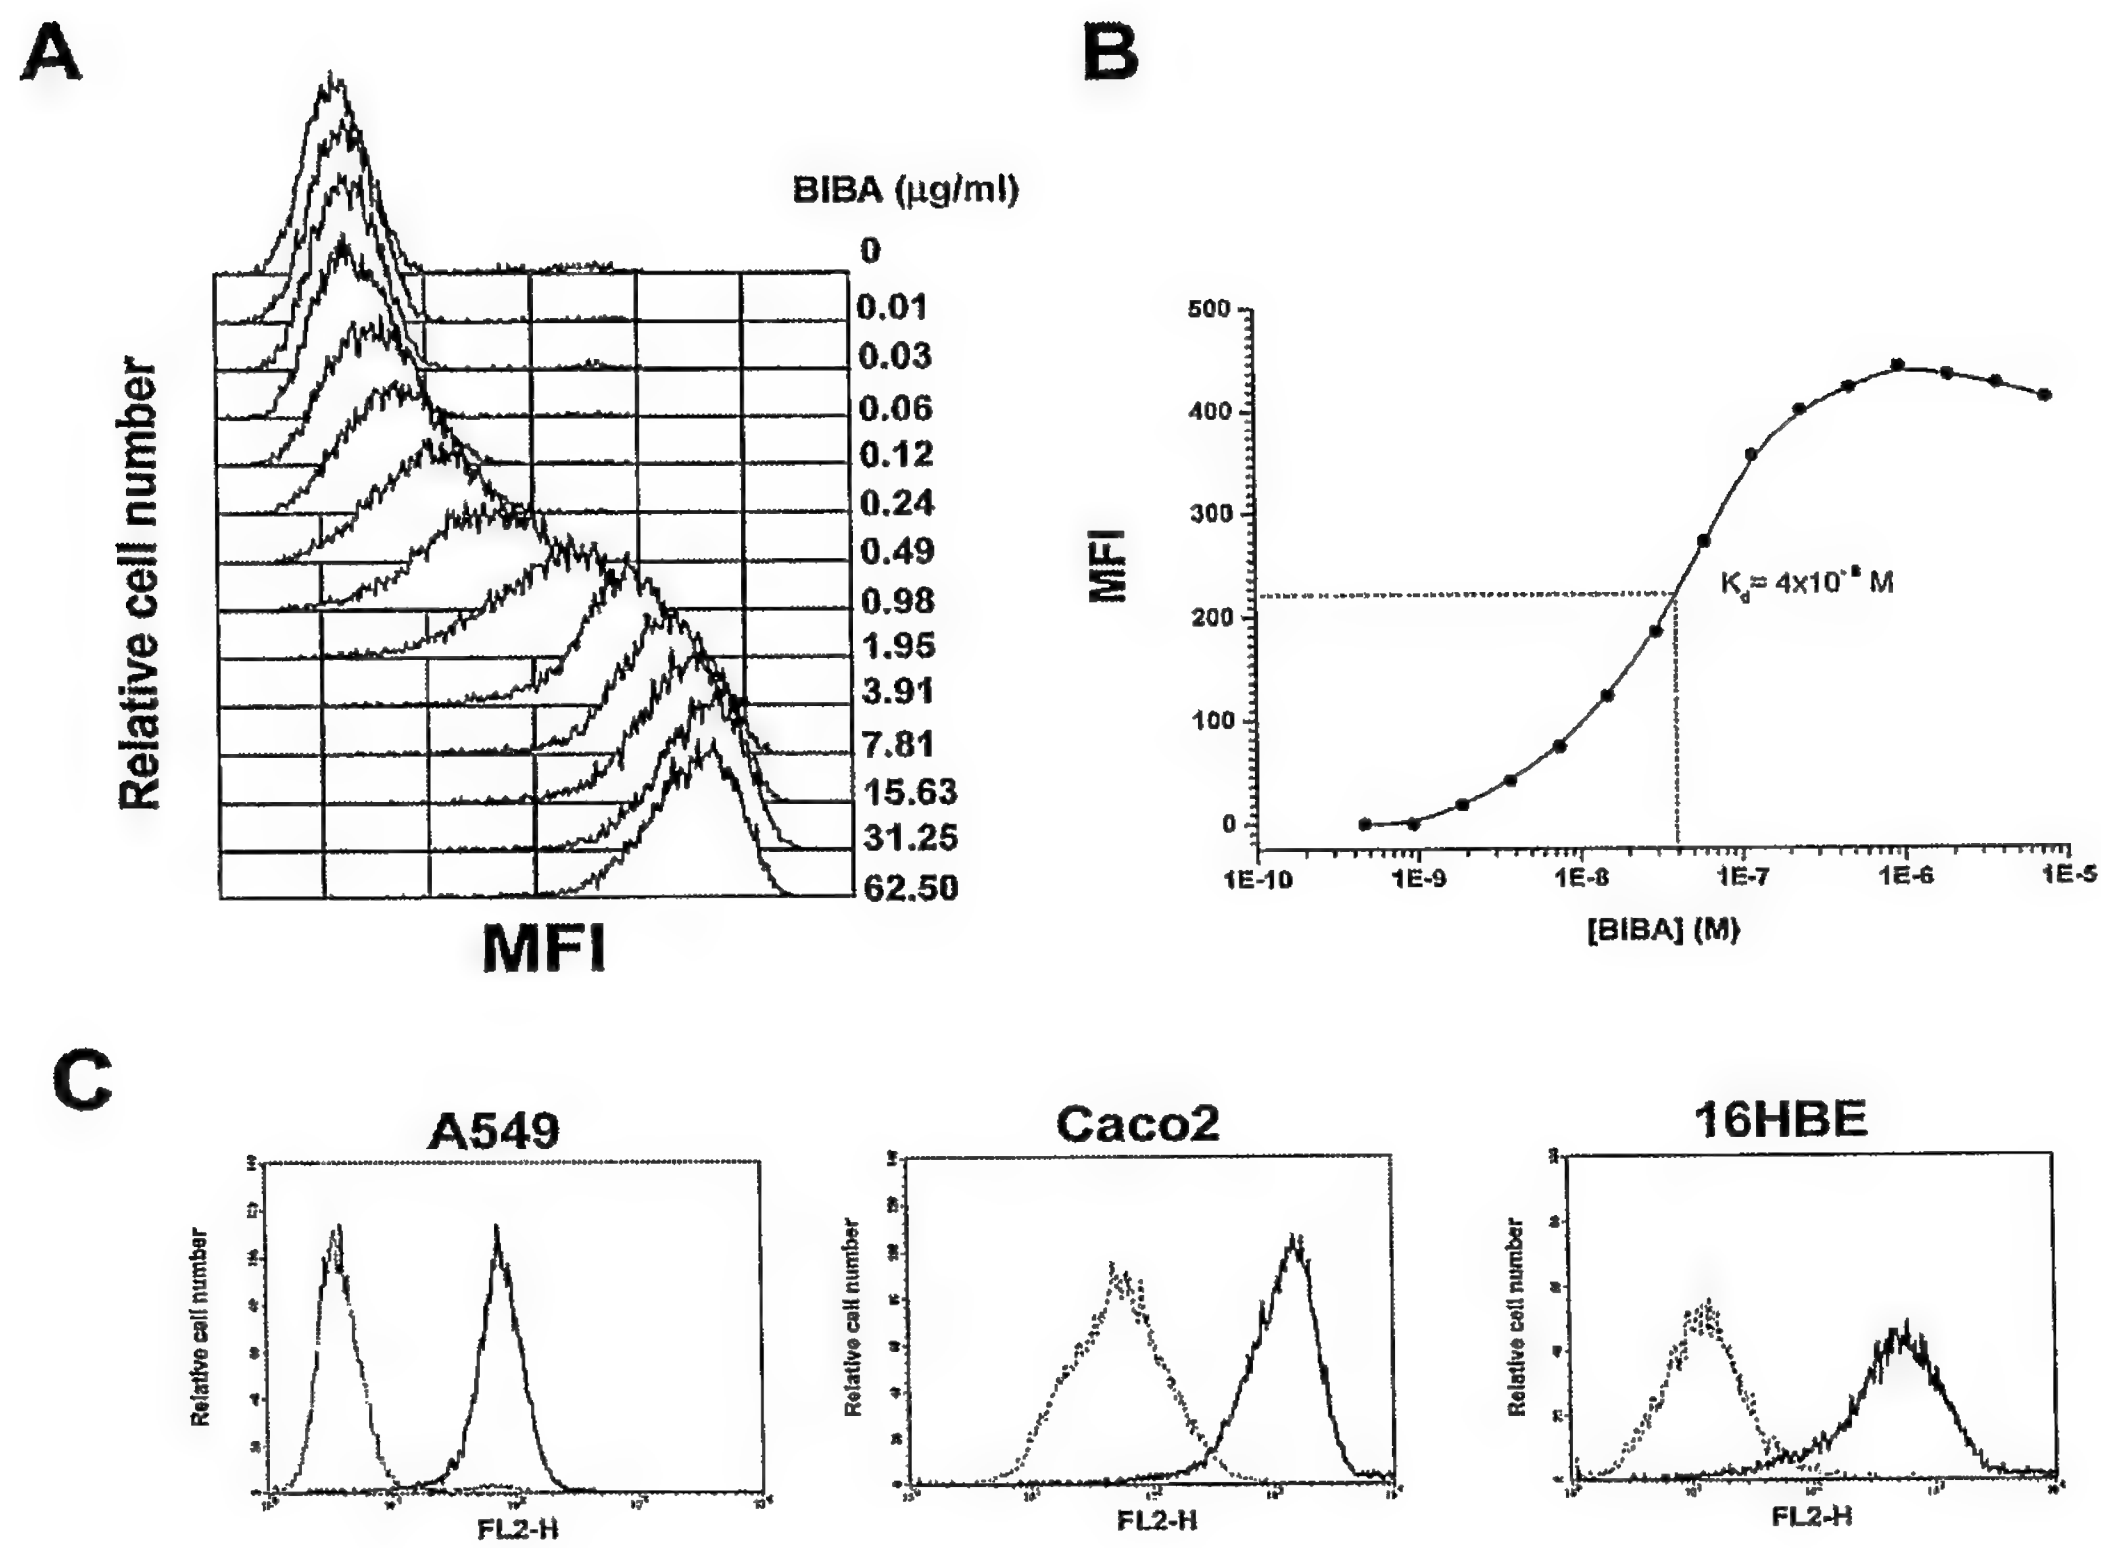 A
BIBA (µg/ml)
0
0.01
0.03
0.06
0.12
0.24
0.49
0.98
1.95
3.91
7.81
15.63
31.25
62.50
Relative cell number
MFI
B
500
400
300
200
100
0
MFI
Kd= 4x10⁻⁸ M
1E-10 1E-9 1E-8 1E-7 1E-6 1E-5
[BIBA] (M)
C
A549
Relative cell number
FL2-H
Caco2
Relative cell number
FL2-H
16HBE
Relative cell number
FL2-H